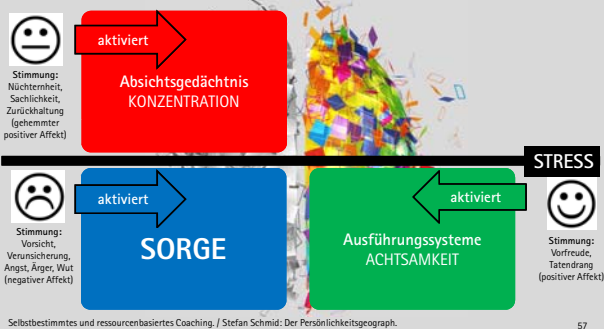 aktiviert
Absichtsgedächtnis
KONZENTRATION
Stimmung:
Nüchternheit,
Sachlichkeit,
Zurückhaltung
(gehemmter
positiver Affekt)
STRESS
aktiviert
SORGE
Stimmung:
Vorsicht,
Verunsicherung,
Angst, Ärger, Wut
(negativer Affekt)
aktiviert
Ausführungssysteme
ACHTSAMKEIT
Stimmung:
Vorfreude,
Tatendrang
(positiver Affekt)
Selbstbestimmtes und ressourcenbasiertes Coaching. / Stefan Schmid: Der Persönlichkeitsgeograph.
57